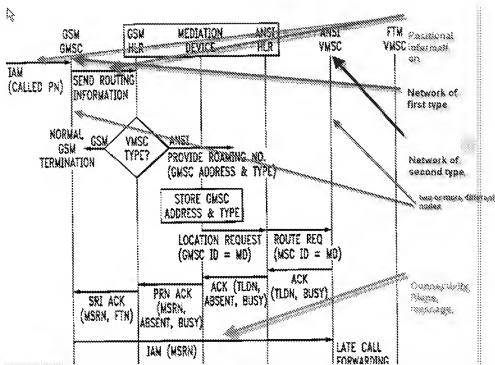 GSM
GMSC
GSM
HLR
MEDIATION
DEVICE
ANSI
HLR
ANSI
VMSC
FTM
VMSC
Positional
IAM
(CALLED PN)
SEND ROUTING
INFORMATION
Network of
first type
NORMAL
GSM
TERMINATION
GSM
VMSC
TYPE?
ANSI
PROVIDE ROAMING NO.
(GMSC ADDRESS & TYPE)
Network of
second type
two or more different
nodes
STORE GMSC
ADDRESS & TYPE
LOCATION REQUEST
(GMSC ID = MD)
ROUTE REQ
(MSC ID = MD)
SRI ACK
(MSRN, FTN)
PRN ACK
(MSRN,
ABSENT, BUSY)
ACK (TLDN,
ABSENT, BUSY)
ACK
(TLDN, BUSY)
Connectivity
message
IAM (MSRN)
LATE CALL
FORWARDING